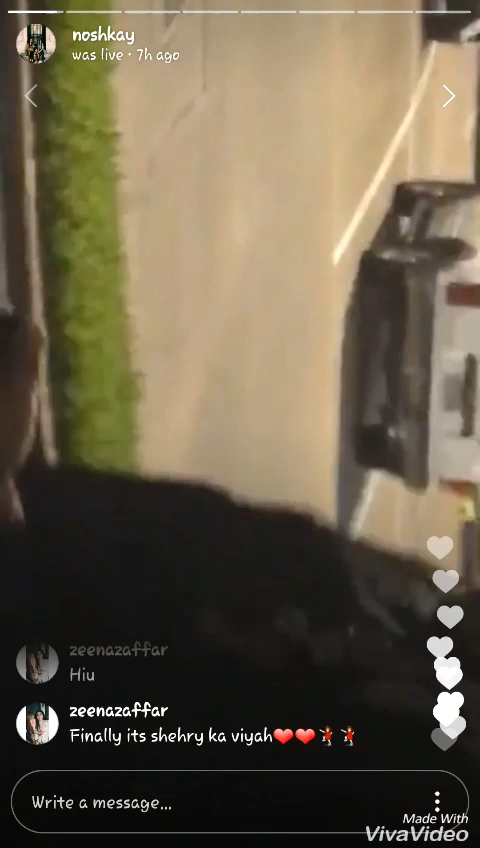 noshkay
was live • 7h ago
zeenazaffar
Hiu
zeenazaffar
Finally its shehry ka viyah❤️❤️💃💃
Write a message...
Made With
VivaVideo